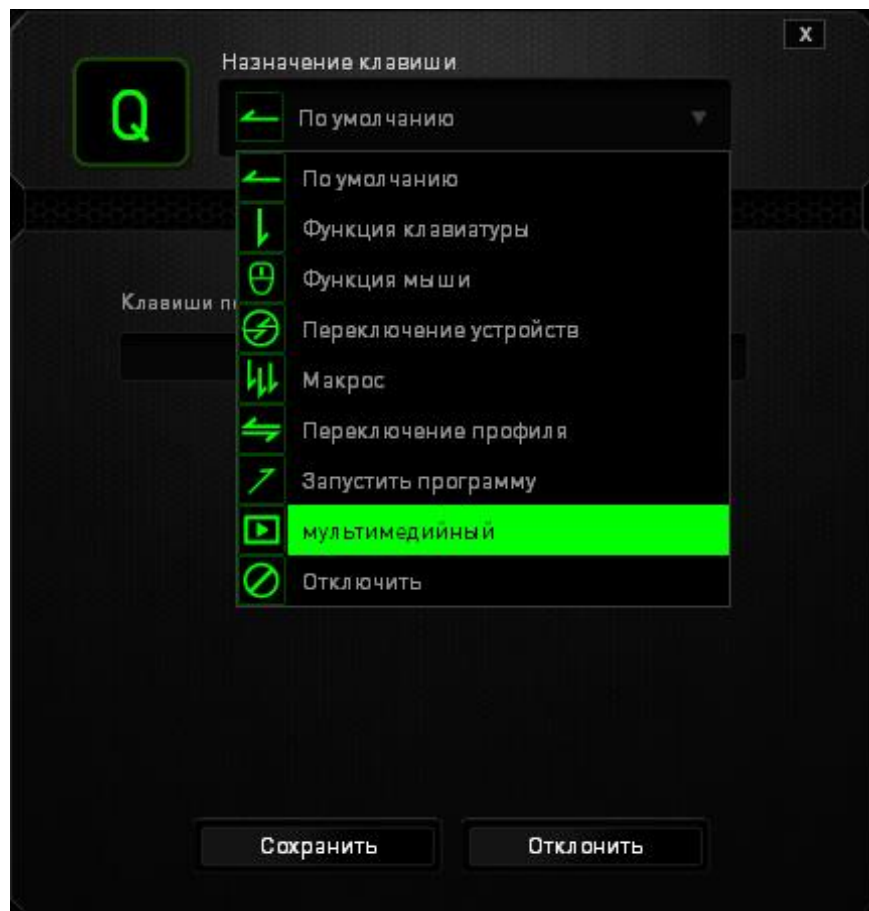 X
Назначение клавиши
Q
По умолчанию
По умолчанию
Функция клавиатуры
Функция мыши
Клавиши
Переключение устройств
Макрос
Переключение профиля
Запустить программу
мультимедийный
Отключить
Сохранить
Отклонить